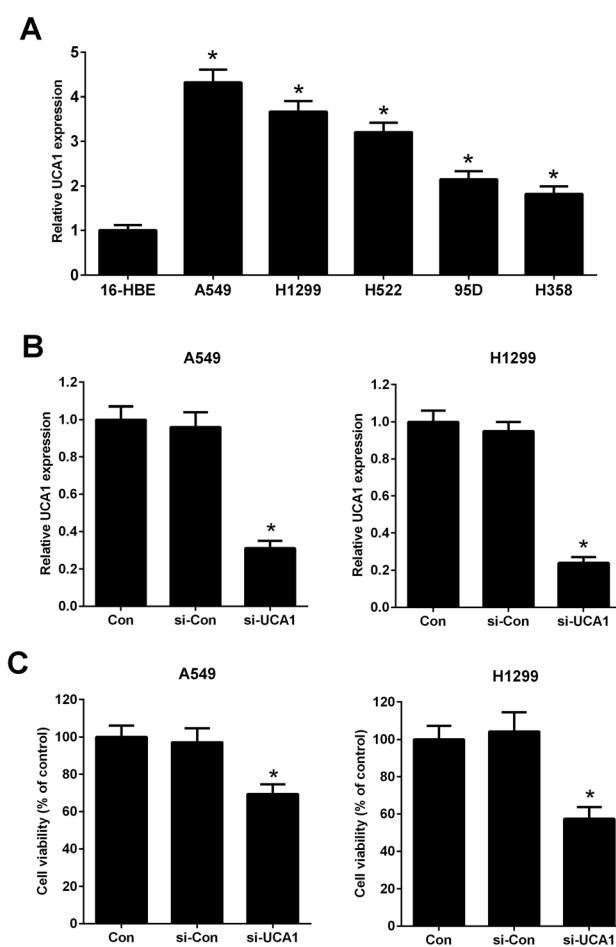 A
Relative UCA1 expression
5
4
3
2
1
0
* * * * *
16-HBE A549 H1299 H522 95D H358
B
A549
Relative UCA1 expression
1.2
1.0
0.8
0.6
0.4
0.2
0.0
*
Con si-Con si-UCA1
H1299
Relative UCA1 expression
1.2
1.0
0.8
0.6
0.4
0.2
0.0
*
Con si-Con si-UCA1
C
A549
Cell viability (% of control)
120
100
80
60
40
20
0
*
Con si-Con si-UCA1
H1299
Cell viability (% of control)
120
100
80
60
40
20
0
*
Con si-Con si-UCA1